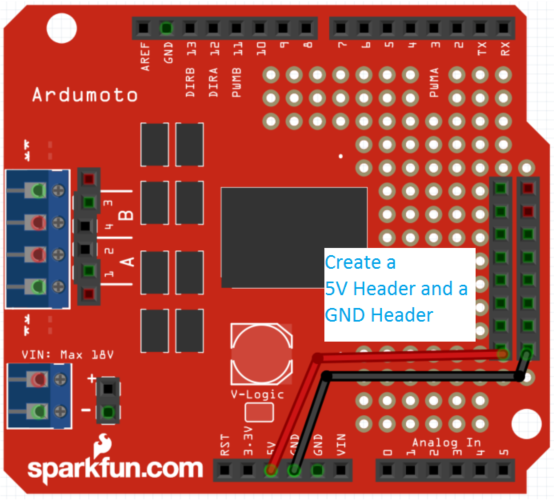 AREF
GND
DIRB 13
DIRA 12
PWMB 11
10
9
8
7
6
5
4
PWMA 3
2
TX
RX
Ardumoto
3
4
B
2
1
A
Create a
5V Header and a
GND Header
VIN: Max 18V
+
-
V-Logic
RST
3.3V
5V
GND
GND
VIN
Analog In
0
1
2
3
4
5
sparkfun.com